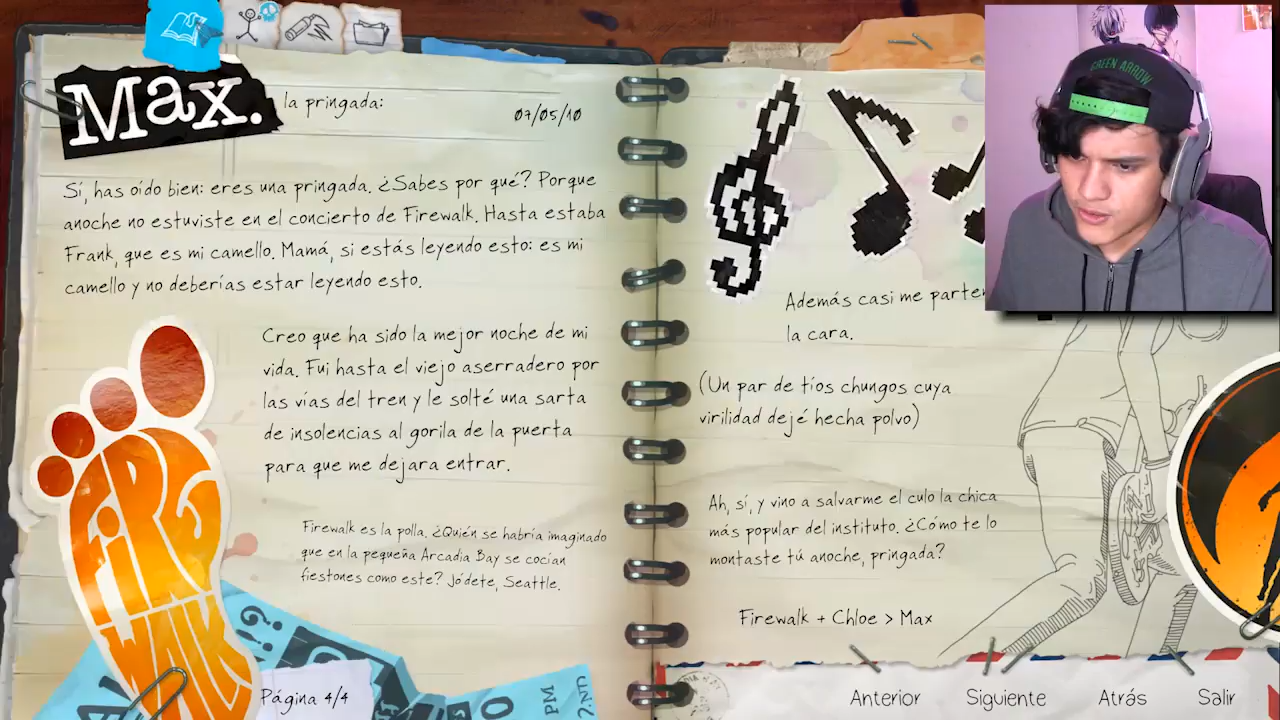 Max.
la pringada:
07/05/10
Sí, has oído bien: eres una pringada. ¿Sabes por qué? Porque
anoche no estuviste en el concierto de Firewalk. Hasta estaba
Frank, que es mi camello. Mamá, si estás leyendo esto: es mi
camello y no deberías estar leyendo esto.
Creo que ha sido la mejor noche de mi
vida. Fui hasta el viejo aserradero por
las vías del tren y le solté una sarta
de insolencias al gorila de la puerta
para que me dejara entrar.
Firewalk es la polla. ¿Quién se habría imaginado
que en la pequeña Arcadia Bay se cocían
fiestones como este? Jódete, Seattle.
FIRE
WALK
Página 4/4
PM
Además casi me parten
la cara.
(Un par de tíos chungos cuya
virilidad dejé hecha polvo)
Ah, sí, y vino a salvarme el culo la chica
más popular del instituto. ¿Cómo te lo
montaste tú anoche, pringada?
Firewalk + Chloe > Max
Anterior
Siguiente
Atrás
Salir
GREEN ARROW